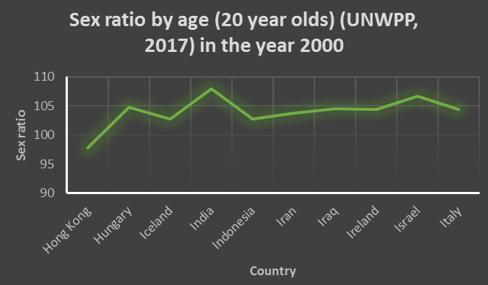 Sex ratio by age (20 year olds) (UNWPP,
2017) in the year 2000
110
105
100
95
90
Sex ratio
Hong Kong
Hungary
Iceland
India
Indonesia
Iran
Iraq
Ireland
Israel
Italy
Country